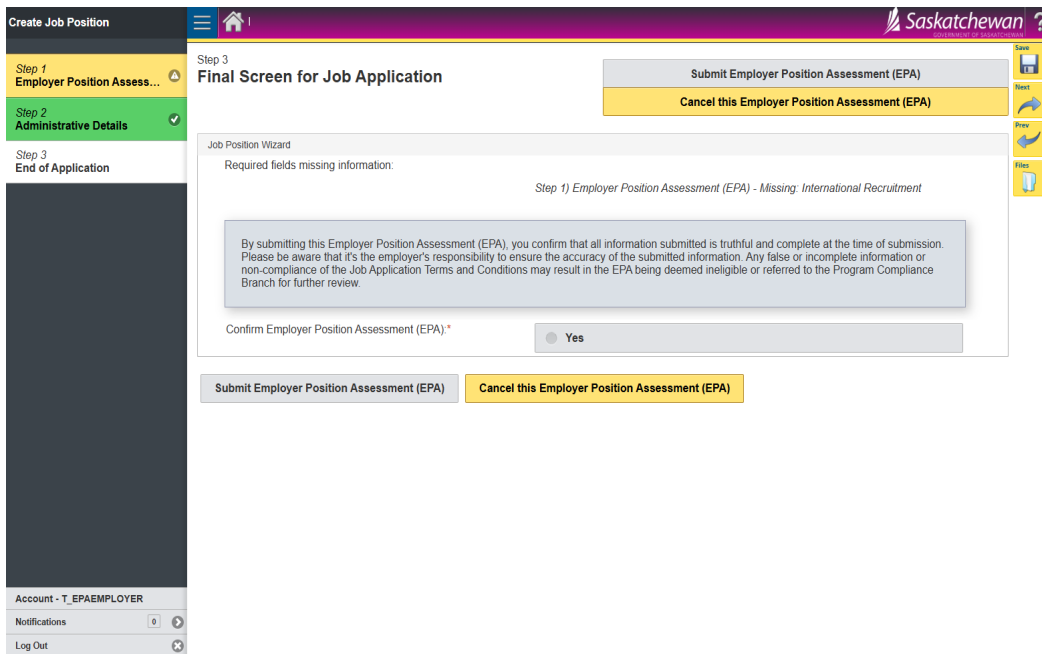 Create Job Position
Saskatchewan ?
GOVERNMENT OF SASKATCHEWAN
Step 1
Employer Position Assess...
Step 2
Administrative Details
Step 3
End of Application
Step 3
Final Screen for Job Application
Submit Employer Position Assessment (EPA)
Cancel this Employer Position Assessment (EPA)
Save
Next
Prev
Files
Job Position Wizard
Required fields missing information:
Step 1) Employer Position Assessment (EPA) - Missing: International Recruitment
By submitting this Employer Position Assessment (EPA), you confirm that all information submitted is truthful and complete at the time of submission.
Please be aware that it's the employer's responsibility to ensure the accuracy of the submitted information. Any false or incomplete information or
non-compliance of the Job Application Terms and Conditions may result in the EPA being deemed ineligible or referred to the Program Compliance
Branch for further review.
Confirm Employer Position Assessment (EPA):*
Yes
Submit Employer Position Assessment (EPA)
Cancel this Employer Position Assessment (EPA)
Account - T_EPAEMPLOYER
Notifications 0
Log Out